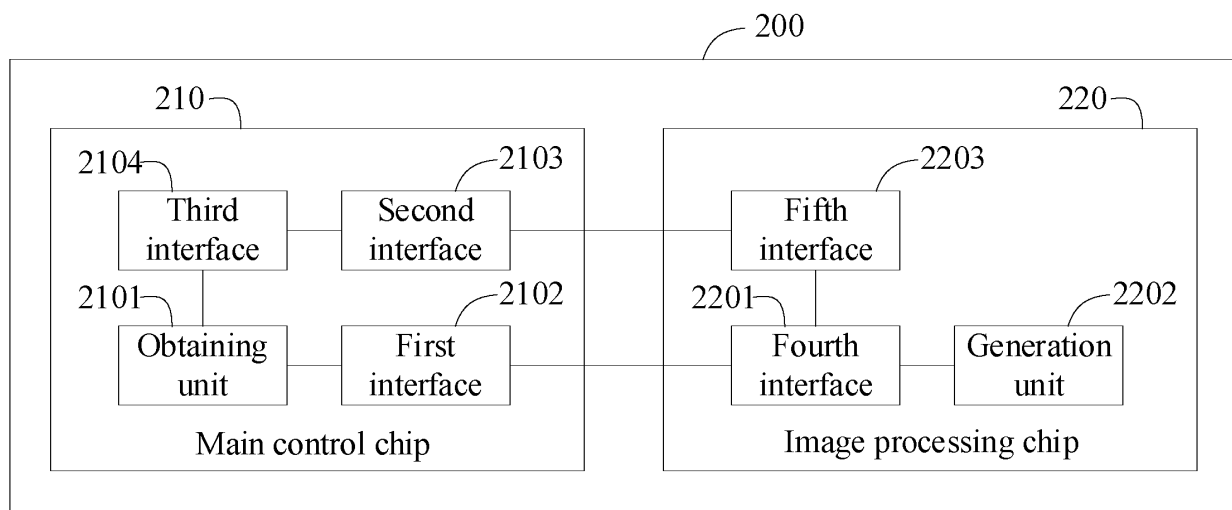 200
210
220
2104
2103
2203
Third
interface
Second
interface
Fifth
interface
2101
2102
2201
2202
Obtaining
unit
First
interface
Fourth
interface
Generation
unit
Main control chip
Image processing chip